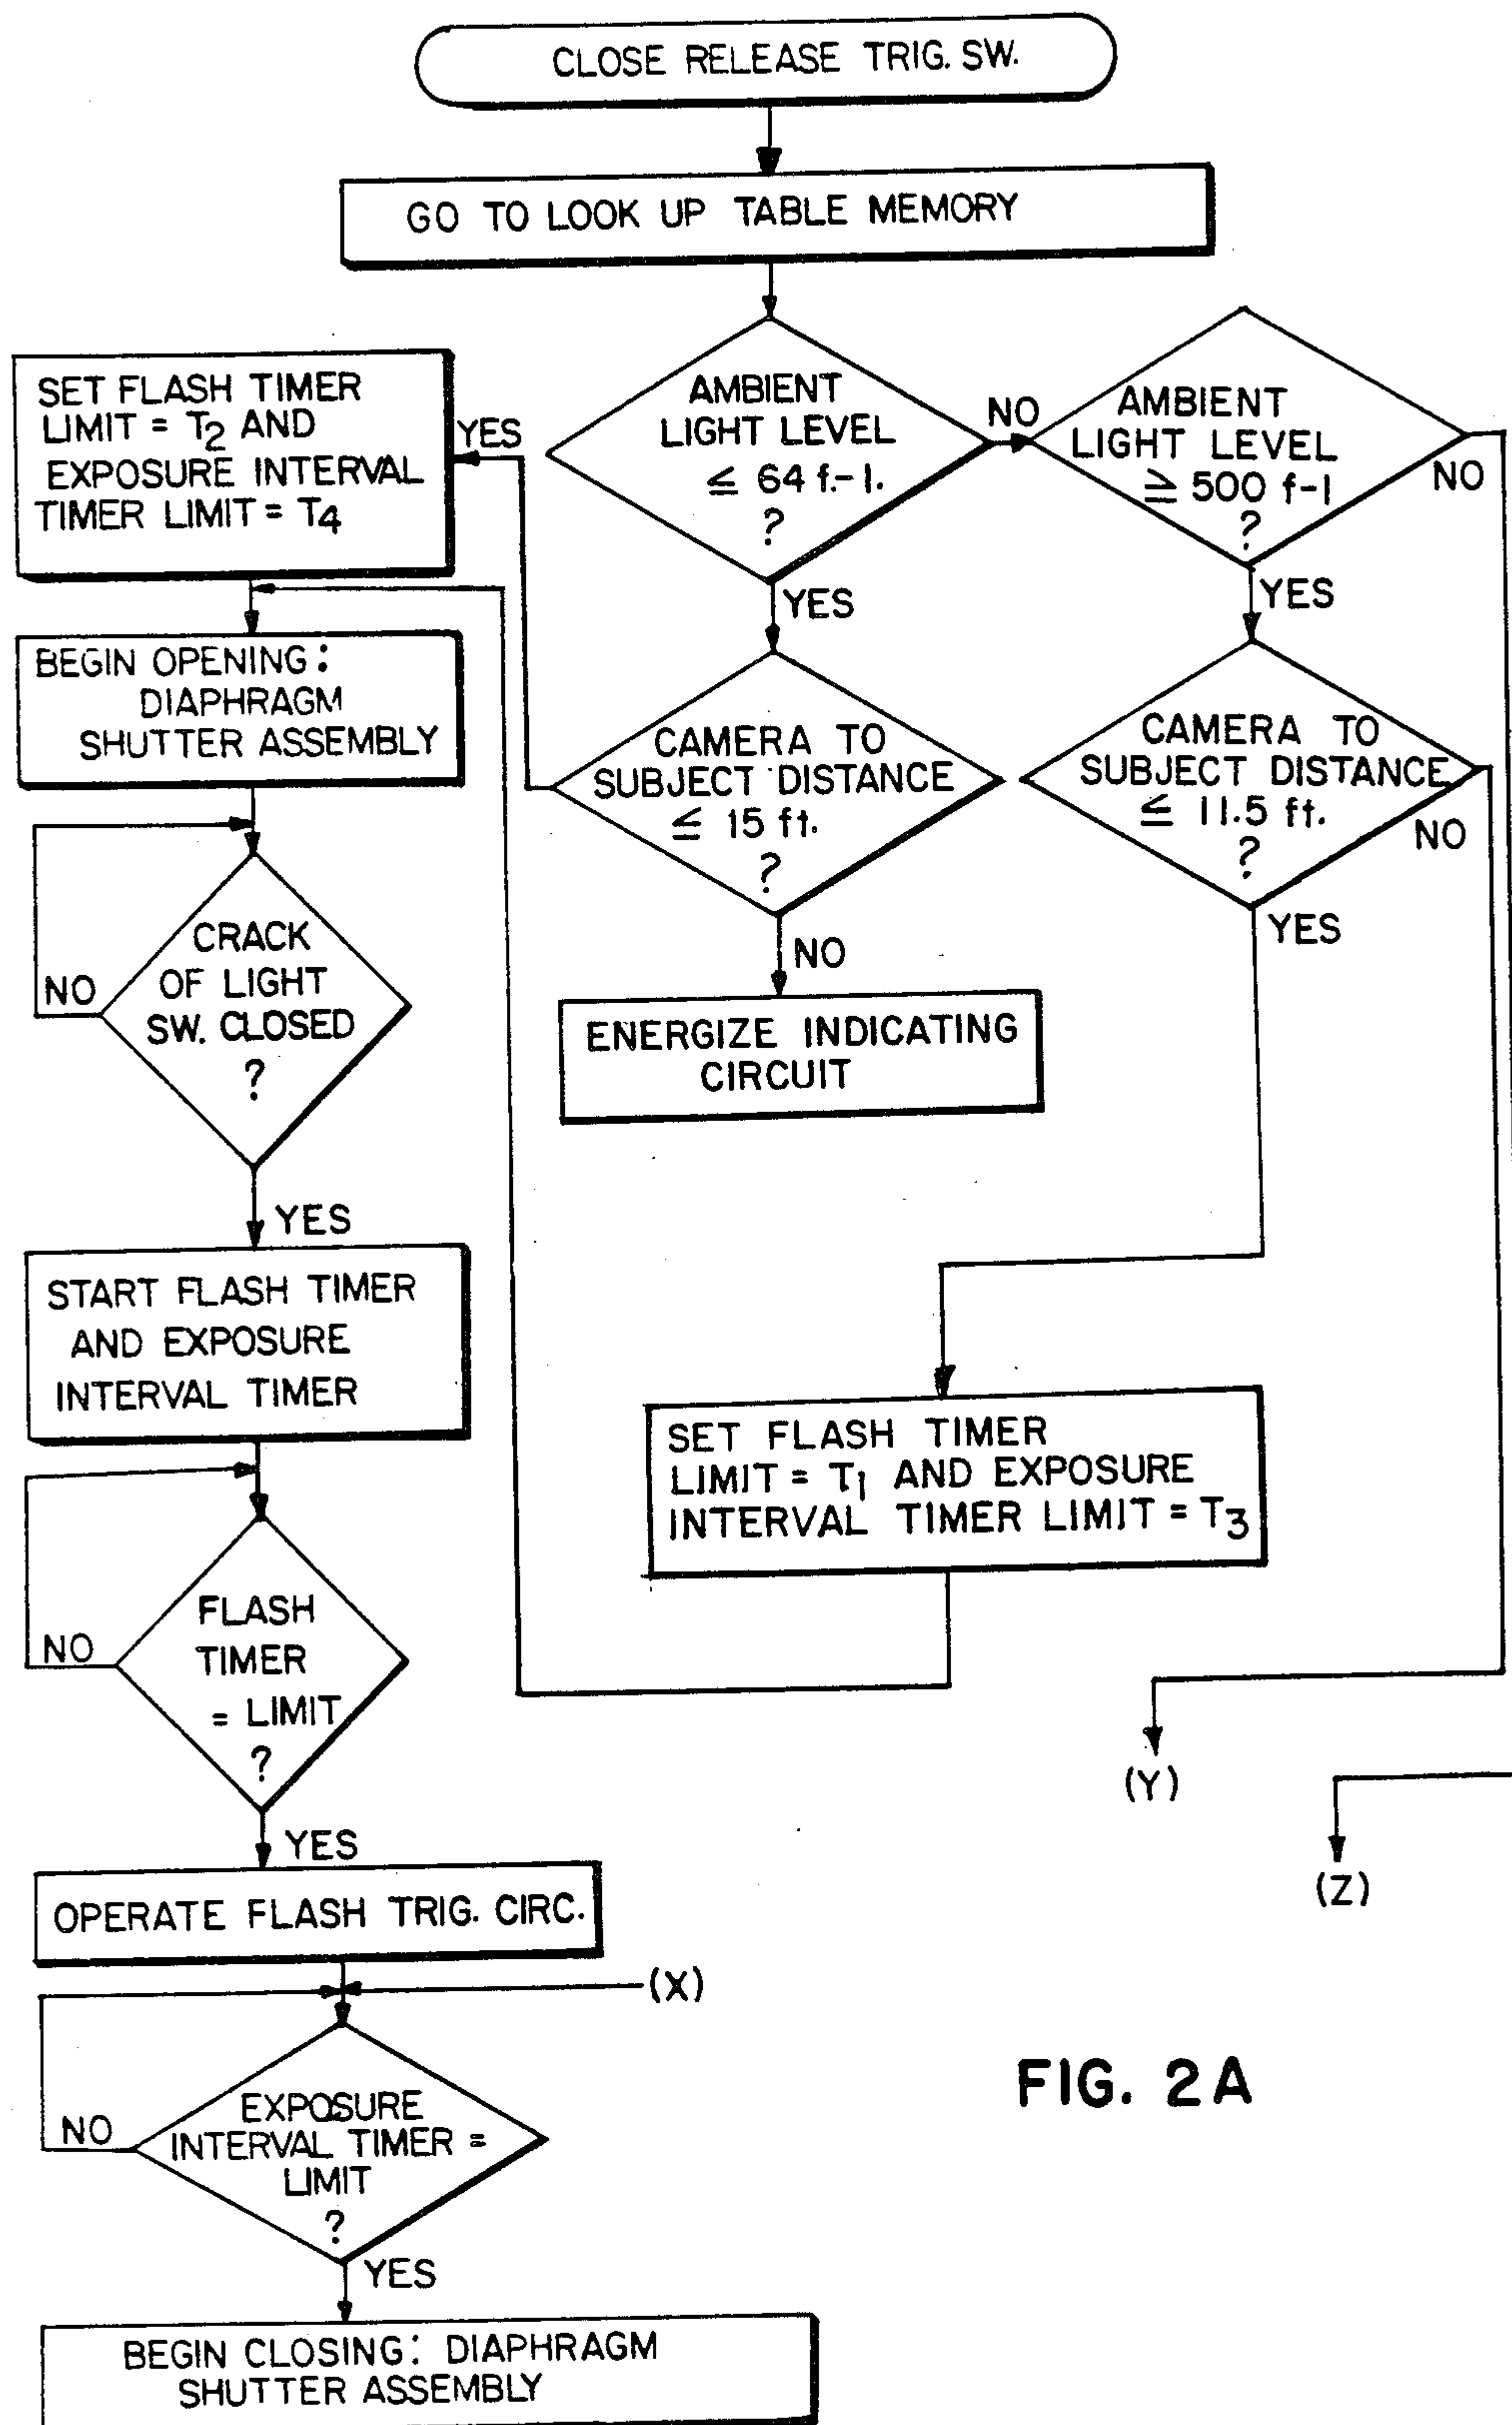 CLOSE RELEASE TRIG. SW.
GO TO LOOK UP TABLE MEMORY
AMBIENT
LIGHT LEVEL
≦ 64 f.-l.
?
NO
YES
AMBIENT
LIGHT LEVEL
≧ 500 f-l
?
NO
YES
SET FLASH TIMER
LIMIT = T2 AND
EXPOSURE INTERVAL
TIMER LIMIT = T4
YES
CAMERA TO
SUBJECT DISTANCE
≦ 15 ft.
?
NO
CAMERA TO
SUBJECT DISTANCE
≦ 11.5 ft.
?
NO
YES
BEGIN OPENING:
DIAPHRAGM
SHUTTER ASSEMBLY
CRACK
OF LIGHT
SW. CLOSED
?
NO
YES
ENERGIZE INDICATING
CIRCUIT
START FLASH TIMER
AND EXPOSURE
INTERVAL TIMER
SET FLASH TIMER
LIMIT = T1 AND EXPOSURE
INTERVAL TIMER LIMIT = T3
FLASH
TIMER
= LIMIT
?
NO
YES
(Y)
(Z)
OPERATE FLASH TRIG. CIRC.
(X)
EXPOSURE
INTERVAL TIMER =
LIMIT
?
NO
YES
BEGIN CLOSING: DIAPHRAGM
SHUTTER ASSEMBLY
FIG. 2A